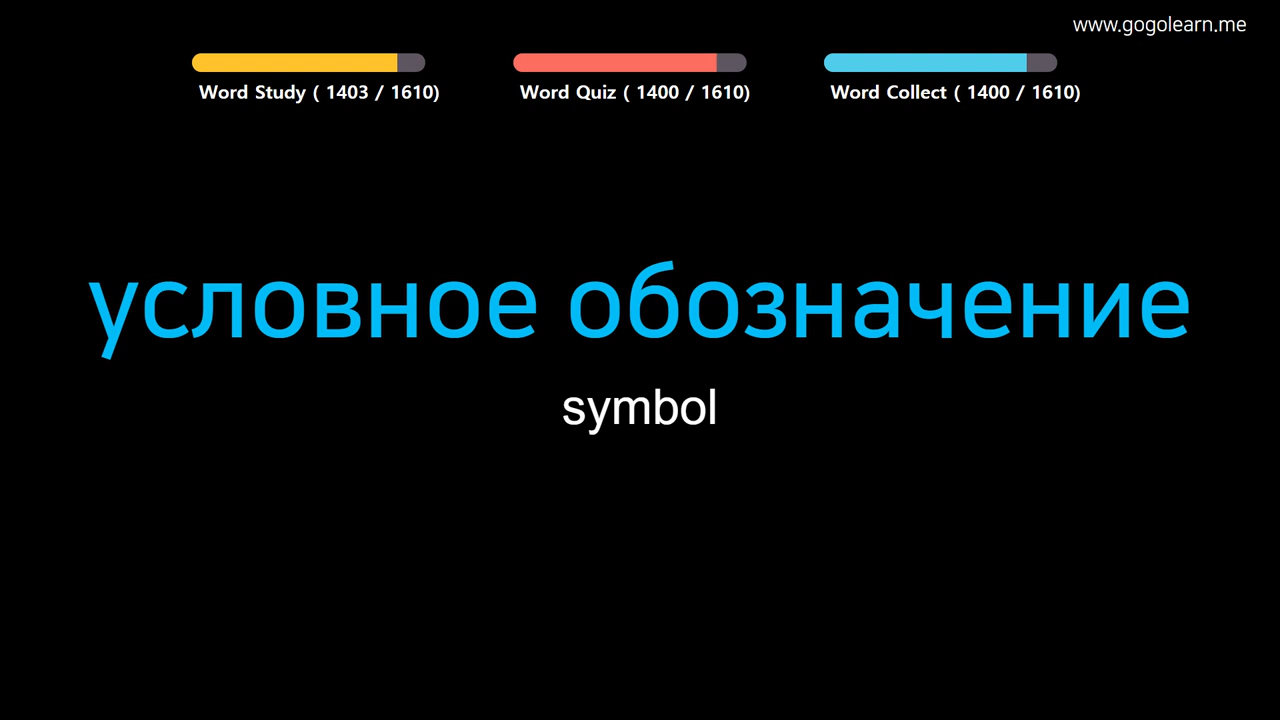 www.gogolearn.me
Word Study ( 1403 / 1610)
Word Quiz ( 1400 / 1610)
Word Collect ( 1400 / 1610)
условное обозначение
symbol